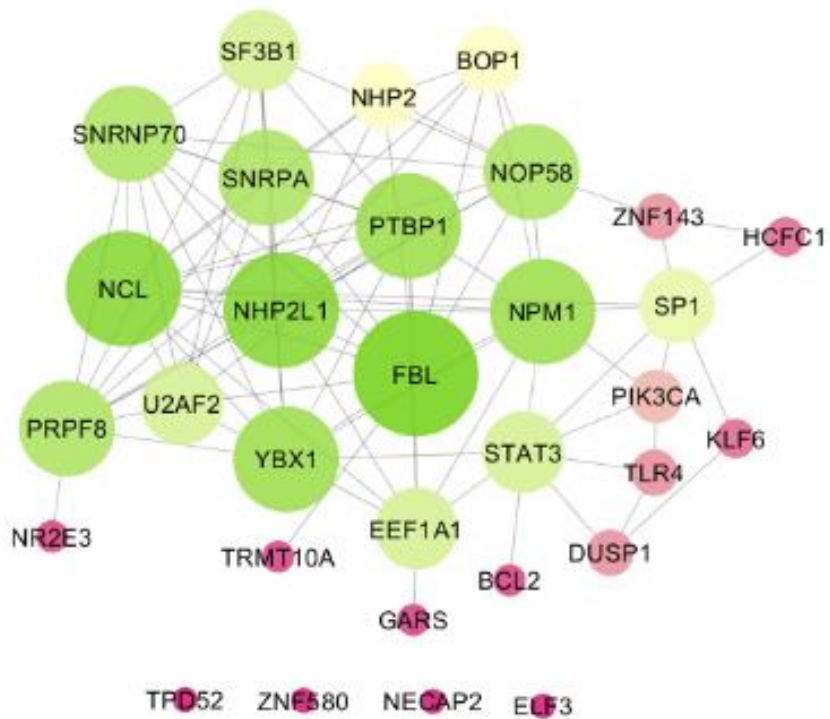 SF3B1
BOP1
NHP2
SNRNP70
SNRPA
NOP58
PTBP1
ZNF143
HCFC1
NCL
NHP2L1
NPM1
SP1
FBL
U2AF2
PIK3CA
PRPF8
YBX1
STAT3
KLF6
TLR4
EEF1A1
NR2E3
TRMT10A
DUSP1
BCL2
GARS
TPD52
ZNF580
NECAP2
ELF3